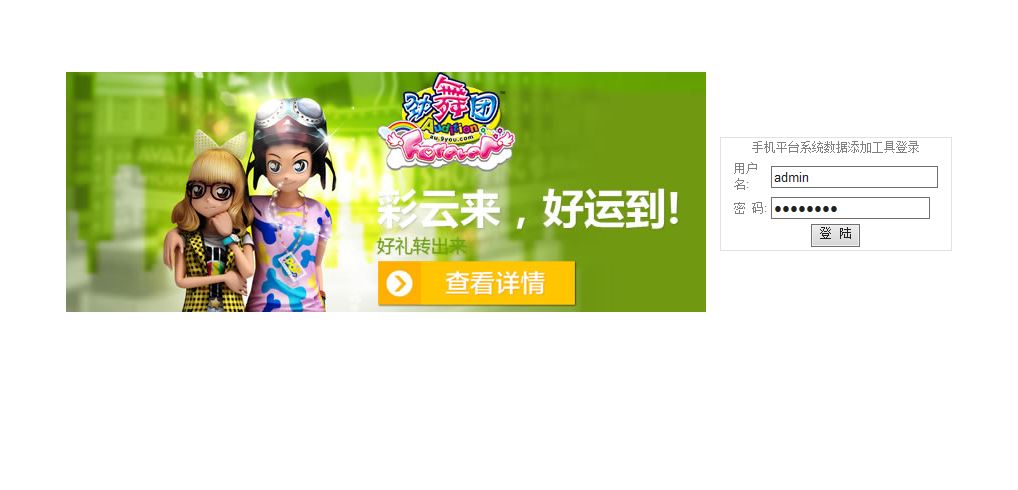 劲舞团
Audition
au.9you.com
彩云来，好运到!
好礼转出来
查看详情
手机平台系统数据添加工具登录
用户
名:
admin
密 码:
●●●●●●●●
登 陆